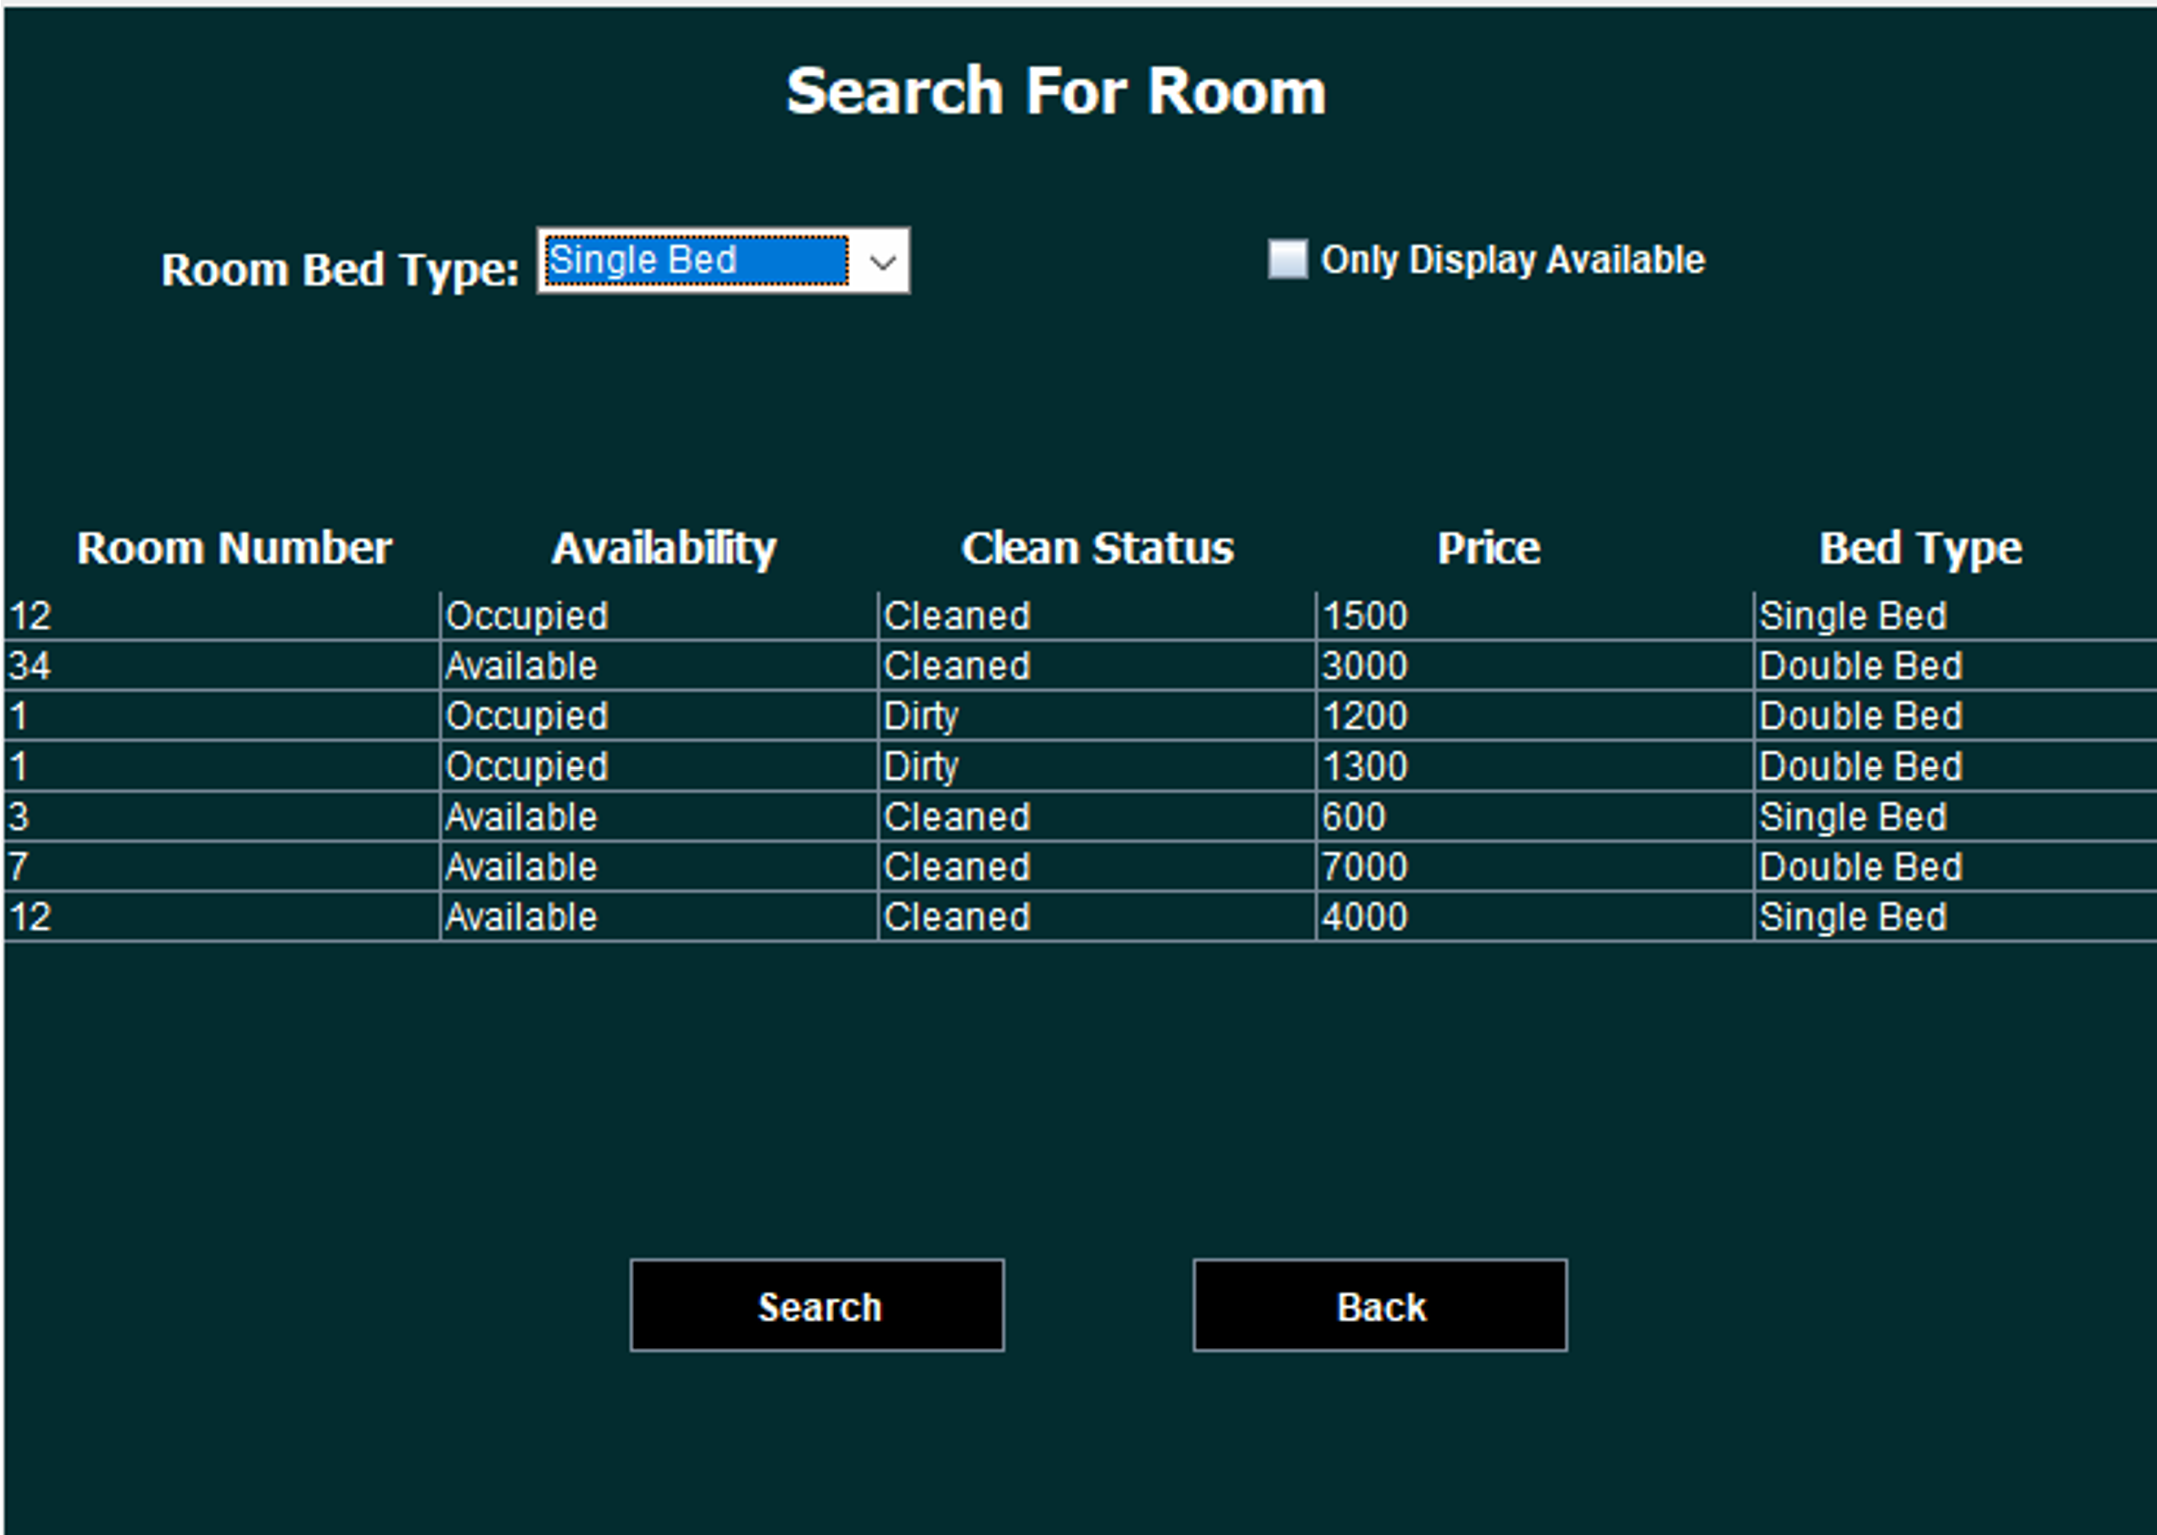 Search For Room
Room Bed Type: Single Bed Only Display Available
Room Number Availability Clean Status Price Bed Type
12 Occupied Cleaned 1500 Single Bed
34 Available Cleaned 3000 Double Bed
1 Occupied Dirty 1200 Double Bed
1 Occupied Dirty 1300 Double Bed
3 Available Cleaned 600 Single Bed
7 Available Cleaned 7000 Double Bed
12 Available Cleaned 4000 Single Bed
Search Back